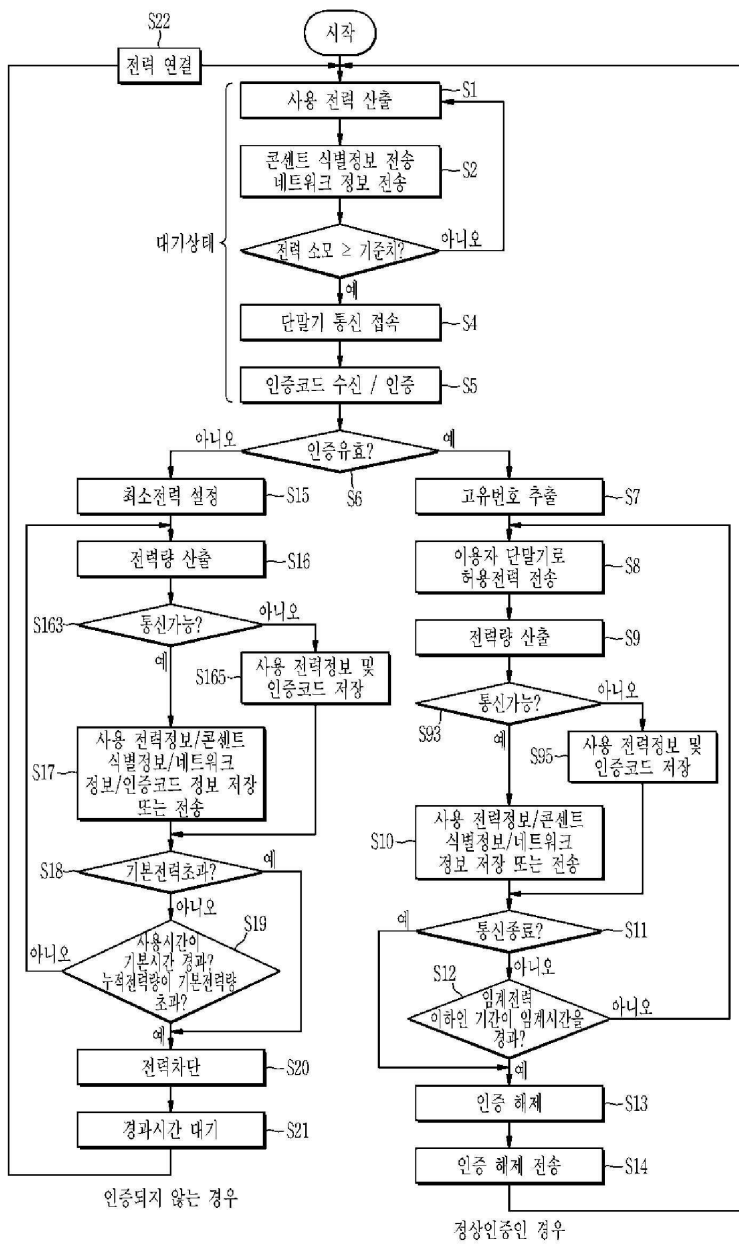 S22
시작
전력 연결
사용 전력 산출
S1
콘센트 식별정보 전송
네트워크 정보 전송
S2
대기상태
전력 소모 ≥ 기준치?
아니오
예
단말기 통신 접속
S4
인증코드 수신 / 인증
S5
아니오
인증유효?
예
S6
최소전력 설정
S15
고유번호 추출
S7
전력량 산출
S16
이용자 단말기로
허용전력 전송
S8
S163
통신가능?
아니오
예
전력량 산출
S9
S165
사용 전력정보 및
인증코드 저장
통신가능?
아니오
S93
예
S95
사용 전력정보 및
인증코드 저장
S17
사용 전력정보/콘센트
식별정보/네트워크
정보/인증코드 정보 저장
또는 전송
S10
사용 전력정보/콘센트
식별정보/네트워크
정보 저장 또는 전송
S18
기본전력초과?
예
아니오
예
통신종료?
S11
아니오
S19
아니오
사용시간이
기본시간 경과?
누적전력량이 기본전력량
초과?
예
S12
임계전력
이하인 기간이 임계시간을
경과?
아니오
예
전력차단
S20
인증 해제
S13
경과시간 대기
S21
인증 해제 전송
S14
인증되지 않는 경우
정상인증인 경우